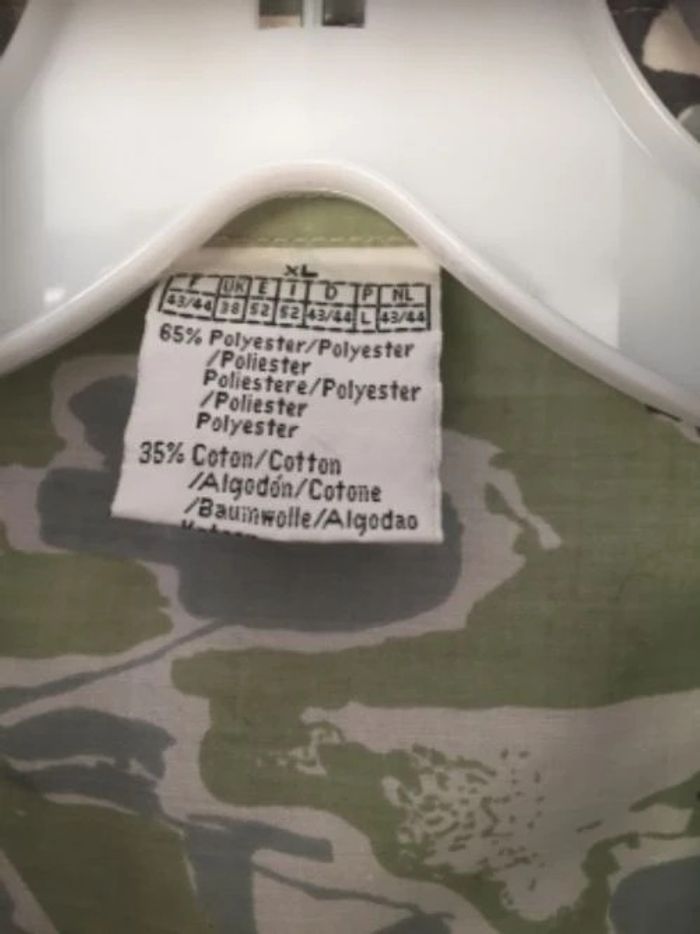 XL
F UK E I D P NL
43/44 38 52 52 43/44 L 43/44
65% Polyester/Polyester
/Poliester
Poliestere/Polyester
/Poliester
Polyester
35% Coton/Cotton
/Algodón/Cotone
/Baumwolle/Algodao